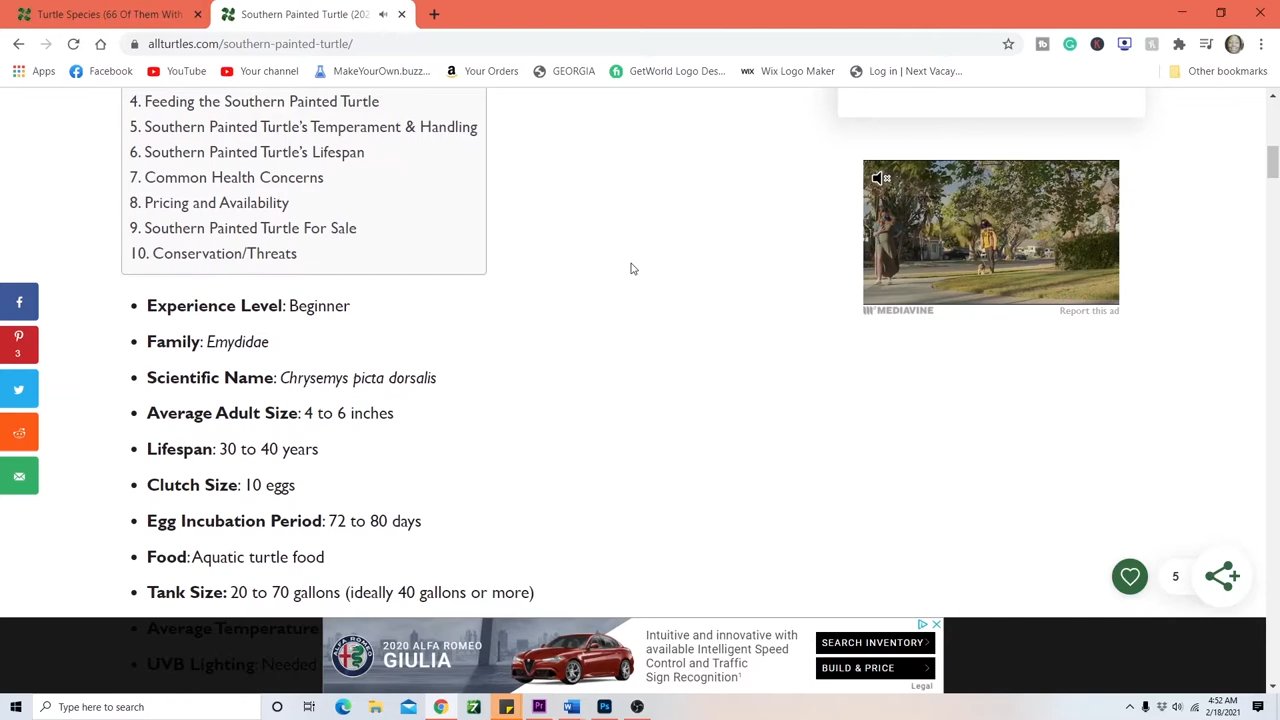 Turtle Species (66 Of Them With
Southern Painted Turtle (202
allturtles.com/southern-painted-turtle/
Apps
Facebook
YouTube
Your channel
MakeYourOwn.buzz...
Your Orders
GEORGIA
GetWorld Logo Des...
WIX
Wix Logo Maker
Log in | Next Vacay...
Other bookmarks
4. Feeding the Southern Painted Turtle
5. Southern Painted Turtle's Temperament & Handling
6. Southern Painted Turtle's Lifespan
7. Common Health Concerns
8. Pricing and Availability
9. Southern Painted Turtle For Sale
10. Conservation/Threats
MEDIAVINE
Report this ad
3
• Experience Level: Beginner
• Family: Emydidae
• Scientific Name: Chrysemys picta dorsalis
• Average Adult Size: 4 to 6 inches
• Lifespan: 30 to 40 years
• Clutch Size: 10 eggs
• Egg Incubation Period: 72 to 80 days
• Food: Aquatic turtle food
• Tank Size: 20 to 70 gallons (ideally 40 gallons or more)
• Average Temperature
• UVB Lighting: Needed
5
2020 ALFA ROMEO
GIULIA
Intuitive and innovative with
available Intelligent Speed
Control and Traffic
Sign Recognition¹
SEARCH INVENTORY
BUILD & PRICE
Legal
Type here to search
4:52 AM
2/18/2021